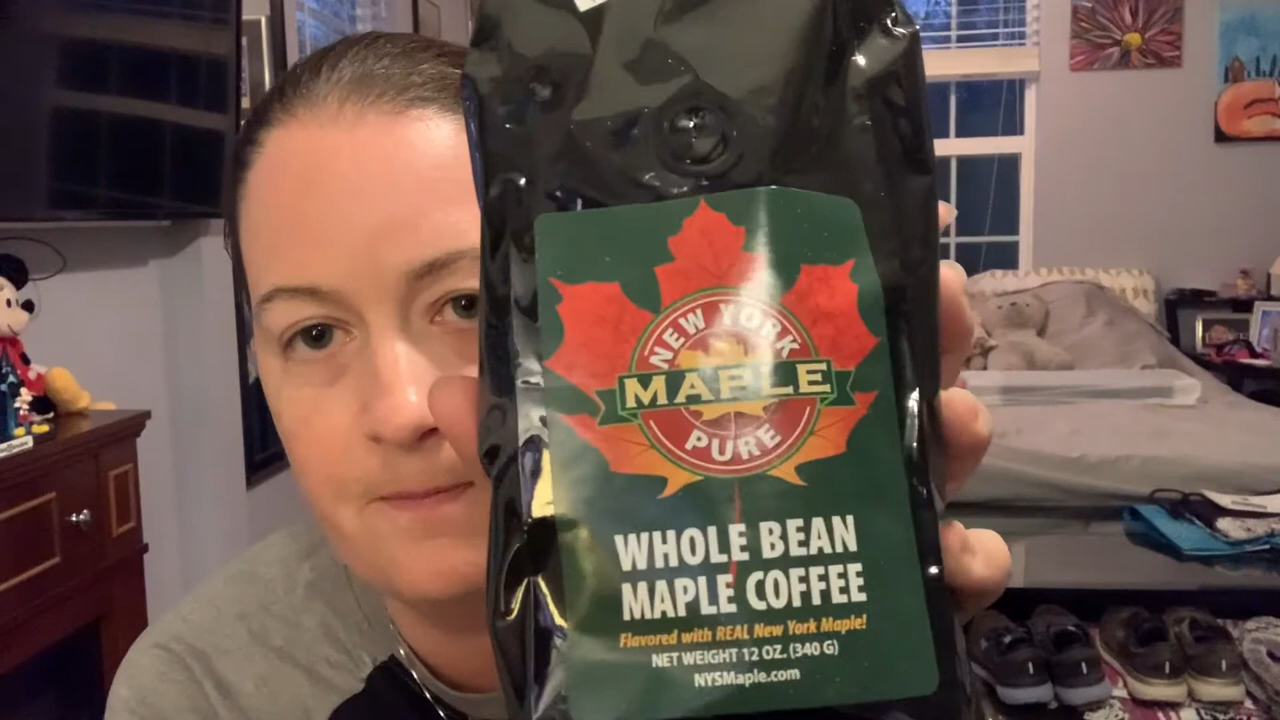 NEW YORK
MAPLE
PURE
WHOLE BEAN
MAPLE COFFEE
Flavored with REAL New York Maple!
NET WEIGHT 12 OZ. (340 G)
NYSMaple.com